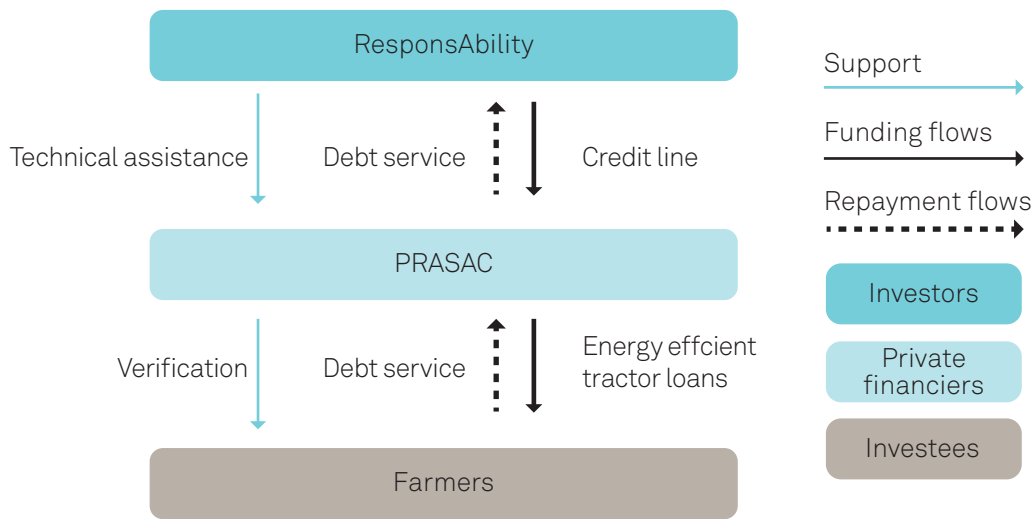 ResponsAbility
Technical assistance
Debt service
Credit line
PRASAC
Verification
Debt service
Energy effcient
tractor loans
Farmers
Support
Funding flows
Repayment flows
Investors
Private
financiers
Investees